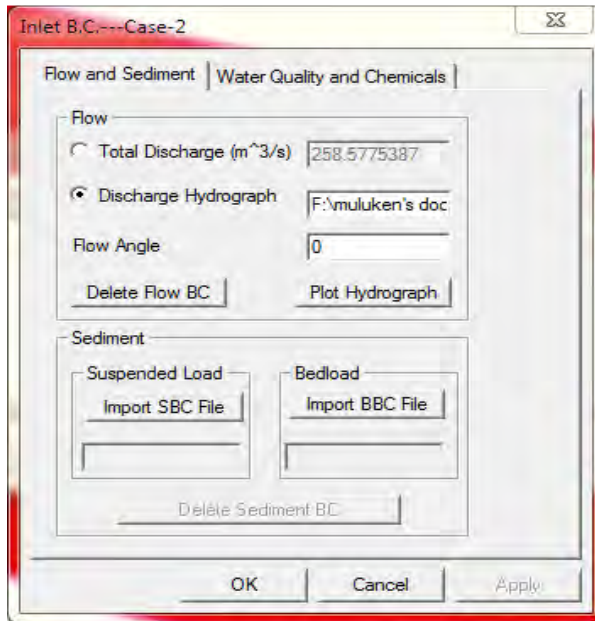 Inlet B.C.---Case-2
Flow and Sediment Water Quality and Chemicals
Flow
Total Discharge (m^3/s) 258.5775387
Discharge Hydrograph F:\muluken's doc
Flow Angle 0
Delete Flow BC Plot Hydrograph
Sediment
Suspended Load Bedload
Import SBC File Import BBC File
Delete Sediment BC
OK Cancel Apply